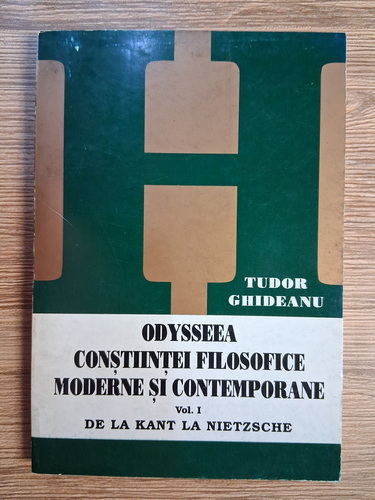 TUDOR
GHIDEANU
ODYSSEEA
CONȘTIINȚEI FILOSOFICE
MODERNE ȘI CONTEMPORANE
Vol. I
DE LA KANT LA NIETZSCHE